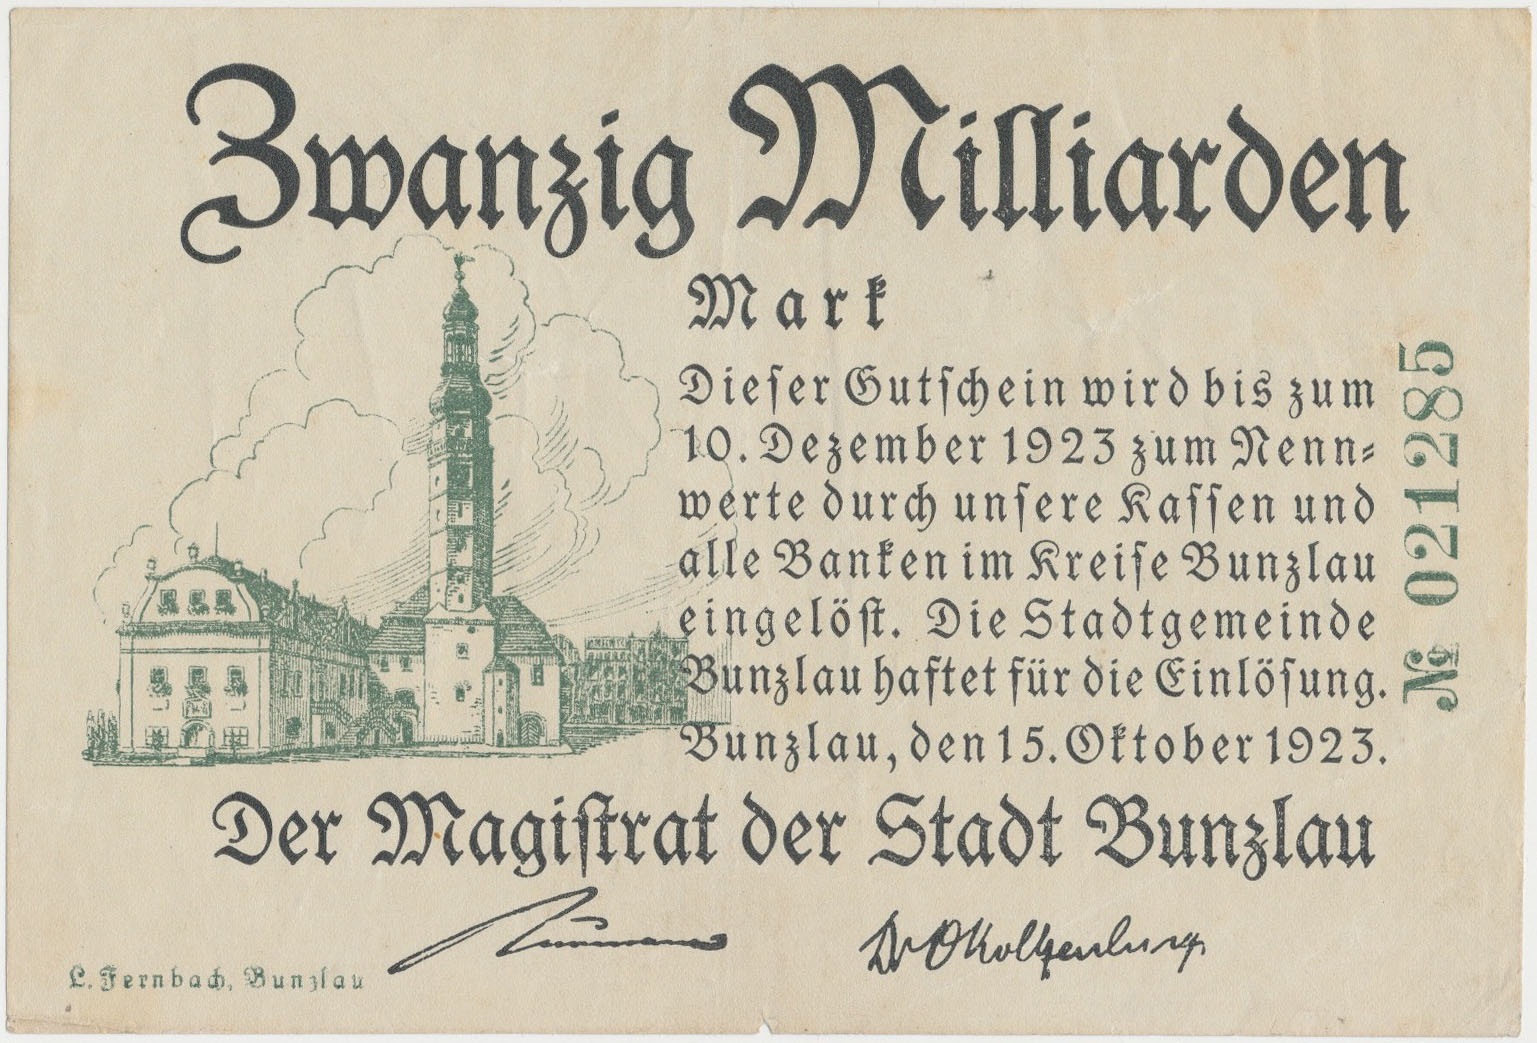 Zwanzig Milliarden
Mark
Dieser Gutschein wird bis zum
10. Dezember 1923 zum Nenn-
werte durch unsere Kassen und
alle Banken im Kreise Bunzlau
eingelöst. Die Stadtgemeinde
Bunzlau haftet für die Einlösung.
Bunzlau, den 15. Oktober 1923.
№ 021285
Der Magistrat der Stadt Bunzlau
L. Fernbach, Bunzlau